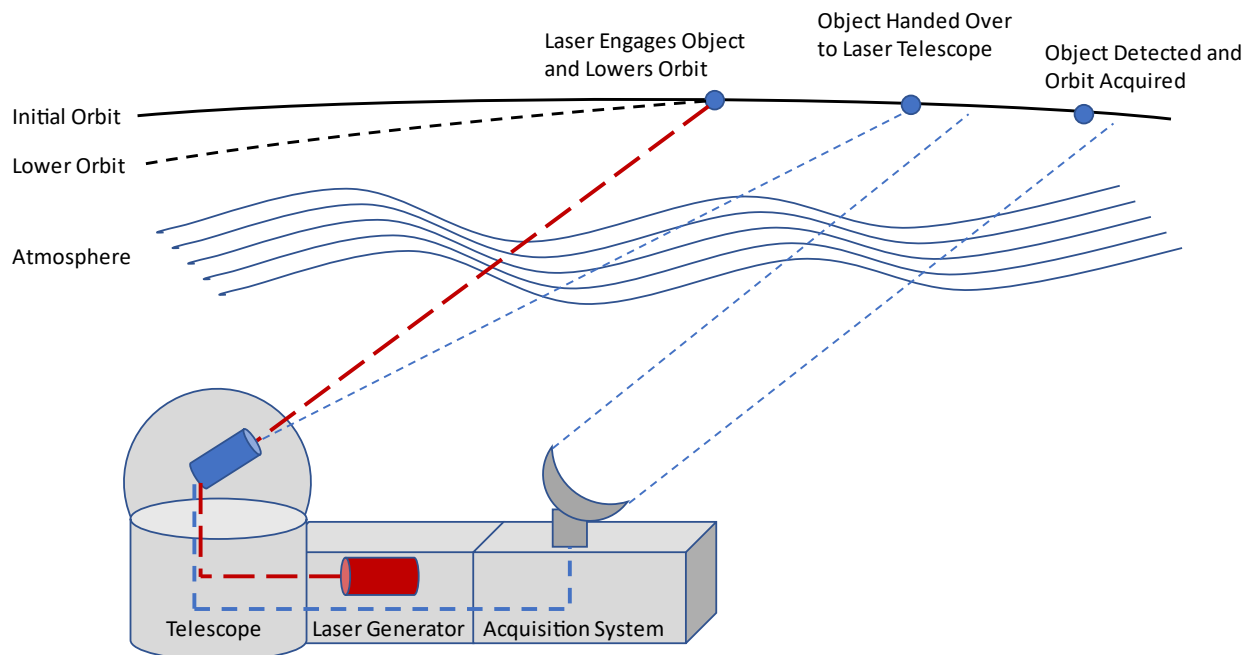 Laser Engages Object
and Lowers Orbit
Object Handed Over
to Laser Telescope
Object Detected and
Orbit Acquired
Initial Orbit
Lower Orbit
Atmosphere
Telescope
Laser Generator
Acquisition System